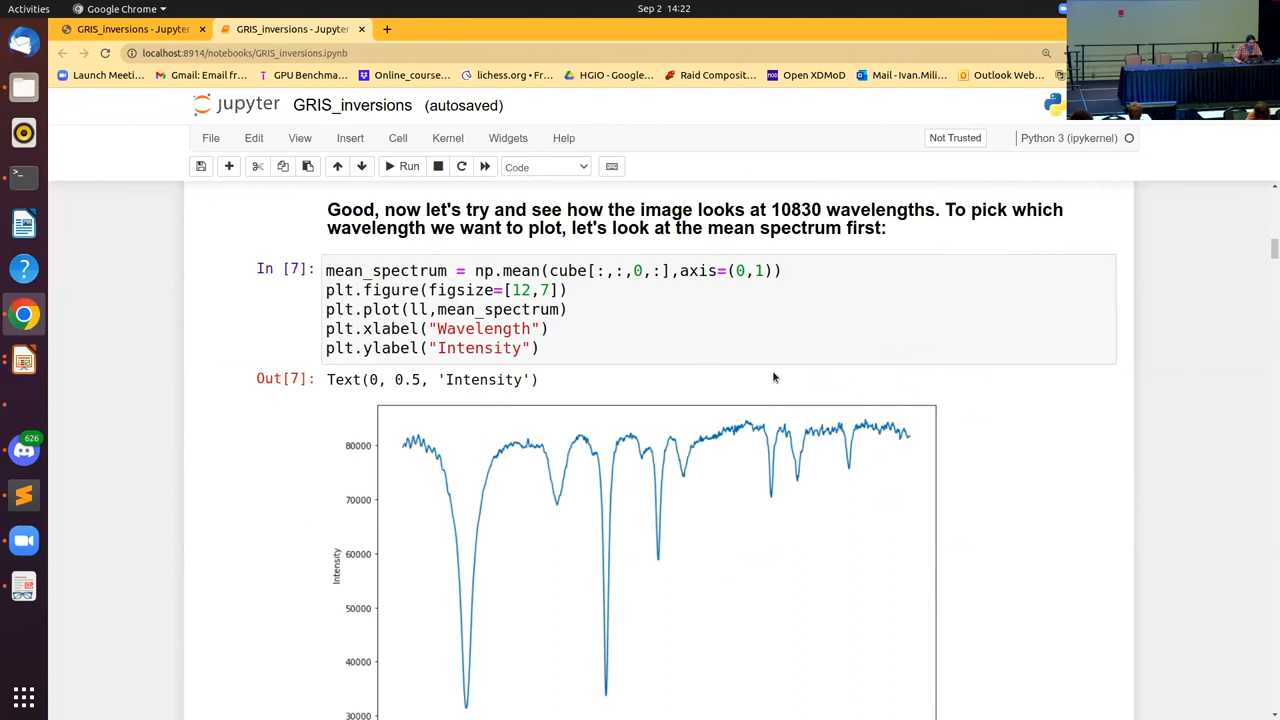 Activities
Google Chrome
Sep 2 14:22
GRIS_inversions - Jupyter
GRIS_inversions - Jupyter
localhost:8914/notebooks/GRIS_inversions.ipynb
Launch Meeti...
Gmail: Email fr...
GPU Benchma...
Online_course...
lichess.org • Fr...
HGIO - Google...
Raid Composit...
MOD
Open XDMoD
Mail - Ivan.Mili...
Outlook Web...
jupyter
GRIS_inversions
(autosaved)
File
Edit
View
Insert
Cell
Kernel
Widgets
Help
Not Trusted
Python 3 (ipykernel)
Run
Code
Good, now let's try and see how the image looks at 10830 wavelengths. To pick which
wavelength we want to plot, let's look at the mean spectrum first:
In [7]:
mean_spectrum = np.mean(cube[:,:,0,:],axis=(0,1))
plt.figure(figsize=[12,7])
plt.plot(ll,mean_spectrum)
plt.xlabel("Wavelength")
plt.ylabel("Intensity")
Out[7]:
Text(0, 0.5, 'Intensity')
80000
70000
60000
50000
40000
30000
Intensity
626